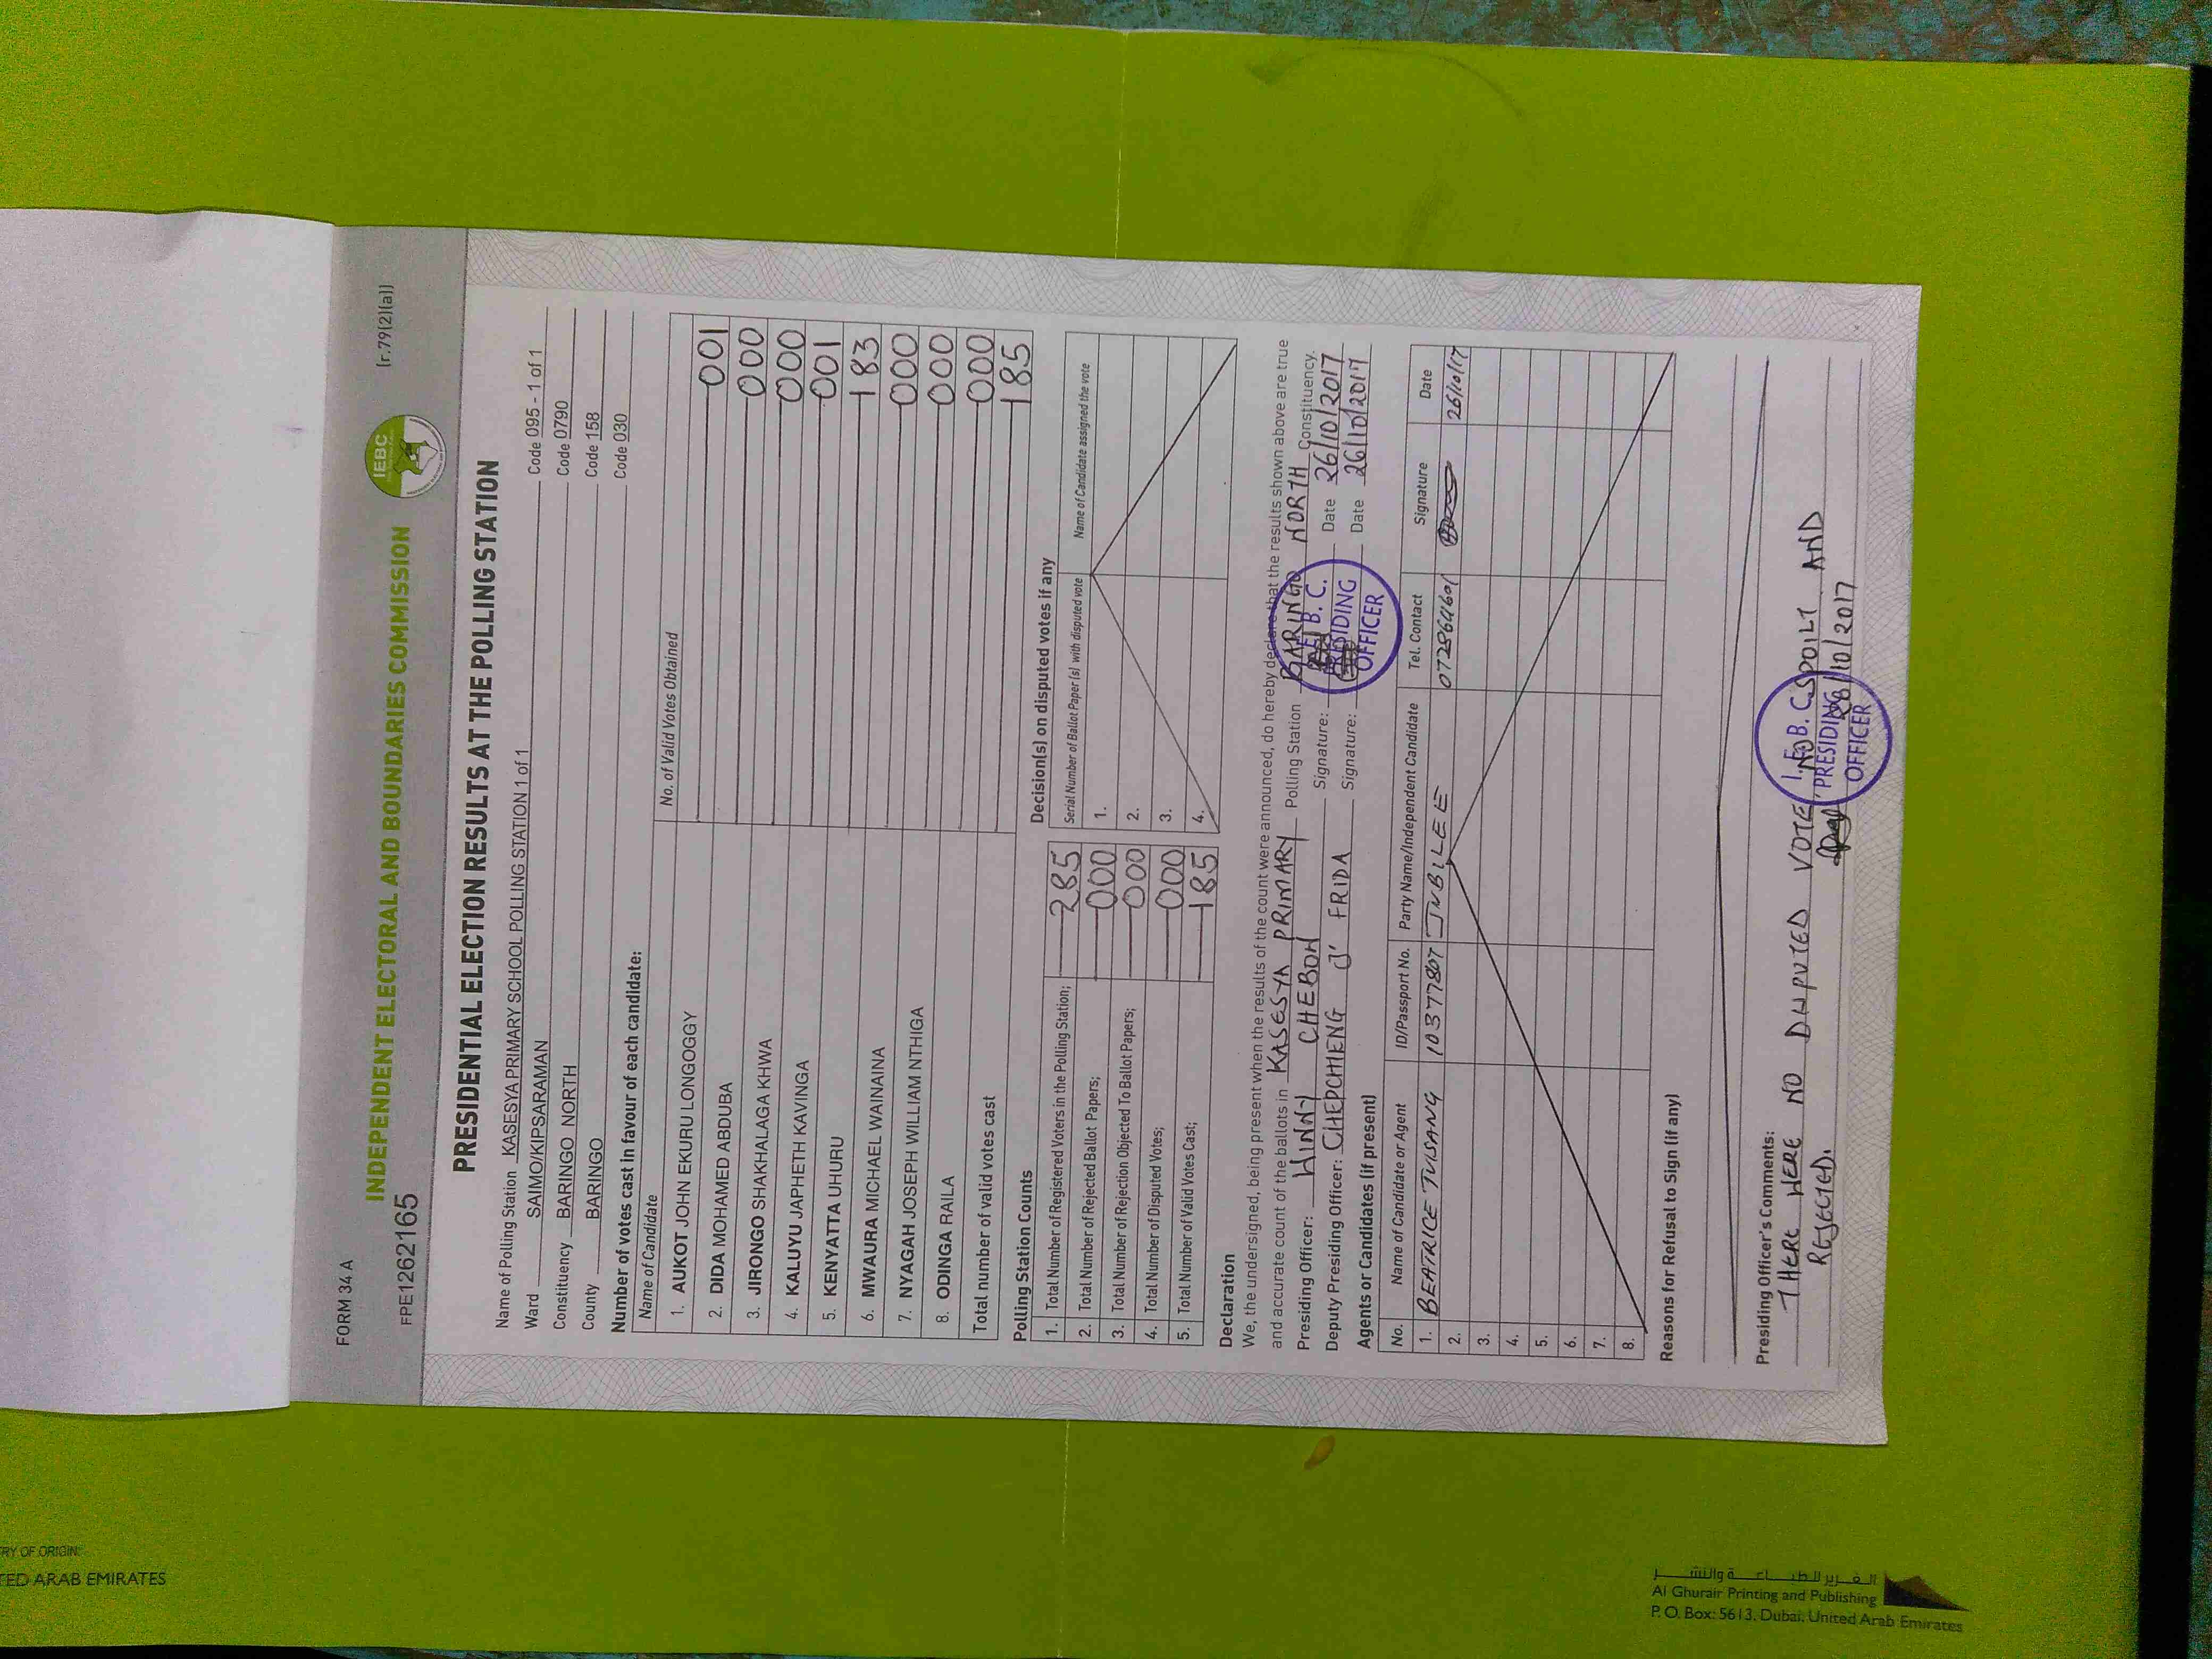 FORM 34 A
(r.79(2)(a))
INDEPENDENT ELECTORAL AND BOUNDARIES COMMISSION
IEBC
FPE1262165
PRESIDENTIAL ELECTION RESULTS AT THE POLLING STATION
Name of Polling Station KASESYA PRIMARY SCHOOL POLLING STATION 1 of 1 Code 095 - 1 of 1
Ward SAIMO/KIPSARAMAN Code 0790
Constituency BARINGO NORTH Code 158
County BARINGO Code 030
Number of votes cast in favour of each candidate:
Name of Candidate No. of Valid Votes Obtained
1. AUKOT JOHN EKURU LONGOGGY 001
2. DIDA MOHAMED ABDUBA 000
3. JIRONGO SHAKHALAGA KHWA 000
4. KALUYU JAPHETH KAVINGA 001
5. KENYATTA UHURU 183
6. MWAURA MICHAEL WAINAINA 000
7. NYAGAH JOSEPH WILLIAM NTHIGA 000
8. ODINGA RAILA 000
Total number of valid votes cast 185
Polling Station Counts
1. Total Number of Registered Voters in the Polling Station; 285
2. Total Number of Rejected Ballot Papers; 000
3. Total Number of Rejection Objected To Ballot Papers; 000
4. Total Number of Disputed Votes; 000
5. Total Number of Valid Votes Cast; 185
Decision(s) on disputed votes if any
Serial Number of Ballot Paper (s) with disputed vote Name of Candidate assigned the vote
1.
2.
3.
4.
Declaration
We, the undersigned, being present when the results of the count were announced, do hereby declare that the results shown above are true
and accurate count of the ballots in KASESYA PRIMARY Polling Station BARINGO NORTH Constituency.
Presiding Officer: WINNY CHEBON Signature: Date 26/10/2017
Deputy Presiding Officer: CHEPCHIENG J' FRIDA Signature: Date 26/10/2017
I. E. B. C.
PRESIDING
OFFICER
Agents or Candidates (if present)
No. Name of Candidate or Agent ID/Passport No. Party Name/Independent Candidate Tel. Contact Signature Date
1. BEATRICE TUISANG 10377807 JUBILEE 0728641601 26/10/17
2.
3.
4.
5.
6.
7.
8.
Reasons for Refusal to Sign (if any)
Presiding Officer's Comments:
THERE WERE NO DISPUTED VOTE, NO SPOILT AND
REJECTED. 26/10/2017
I. E. B. C.
PRESIDING
OFFICER
RY OF ORIGIN:
TED ARAB EMIRATES
الغرير للطباعة والنشر
Al Ghurair Printing and Publishing
P. O. Box: 5613, Dubai, United Arab Emirates